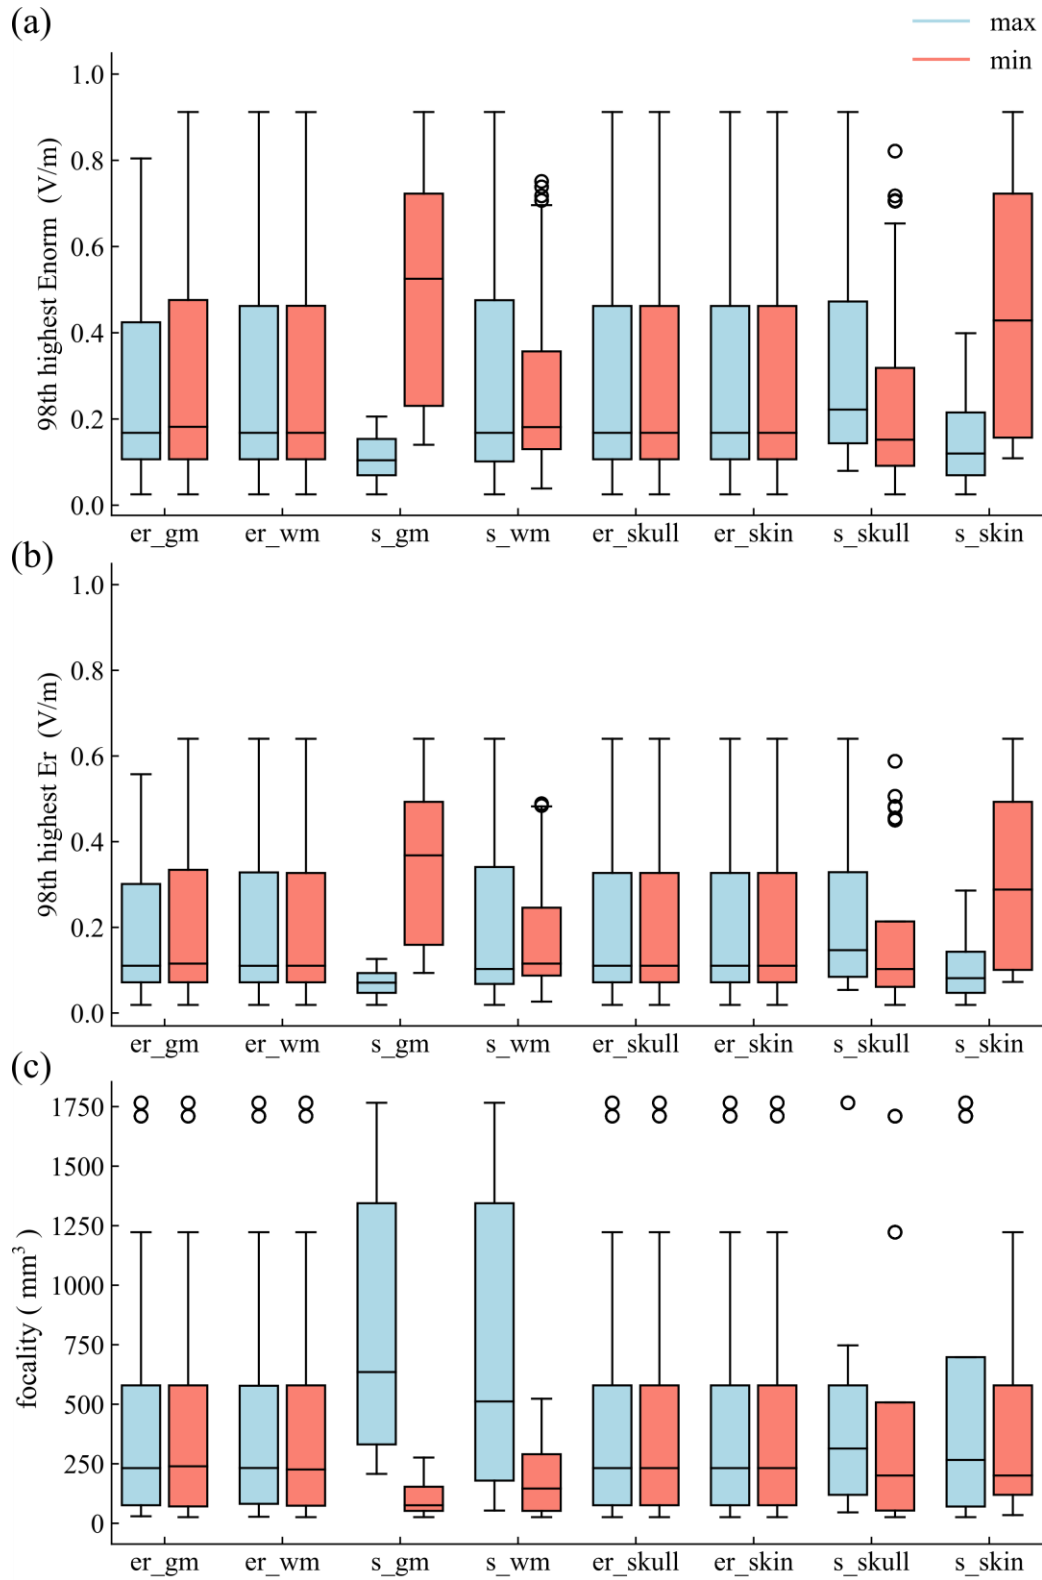 (a)
max
min
98th highest Enorm (V/m)
1.0
0.8
0.6
0.4
0.2
0.0
er_gm er_wm s_gm s_wm er_skull er_skin s_skull s_skin
(b)
98th highest Er (V/m)
1.0
0.8
0.6
0.4
0.2
0.0
er_gm er_wm s_gm s_wm er_skull er_skin s_skull s_skin
(c)
focality ( mm³ )
1750
1500
1250
1000
750
500
250
0
er_gm er_wm s_gm s_wm er_skull er_skin s_skull s_skin